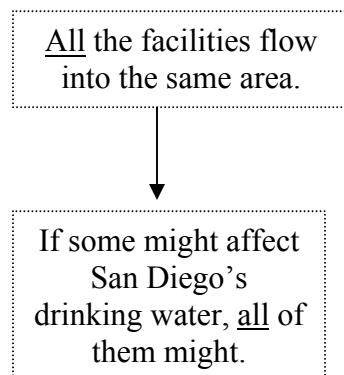 All the facilities flow
into the same area.
If some might affect
San Diego's
drinking water, all of
them might.